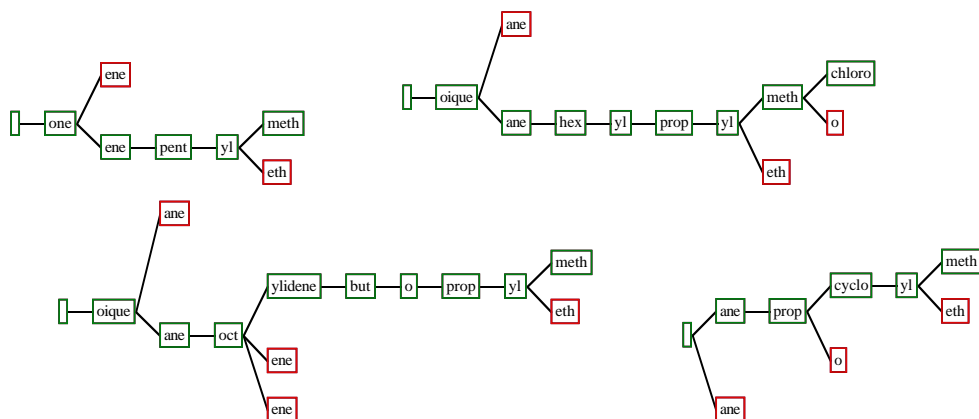 ene
one
ene
pent
yl
meth
eth
ane
oique
ane
hex
yl
prop
yl
meth
chloro
o
eth
ane
oique
ane
oct
ylidene
but
o
prop
yl
meth
eth
ene
ene
ane
prop
cyclo
yl
meth
eth
o
ane